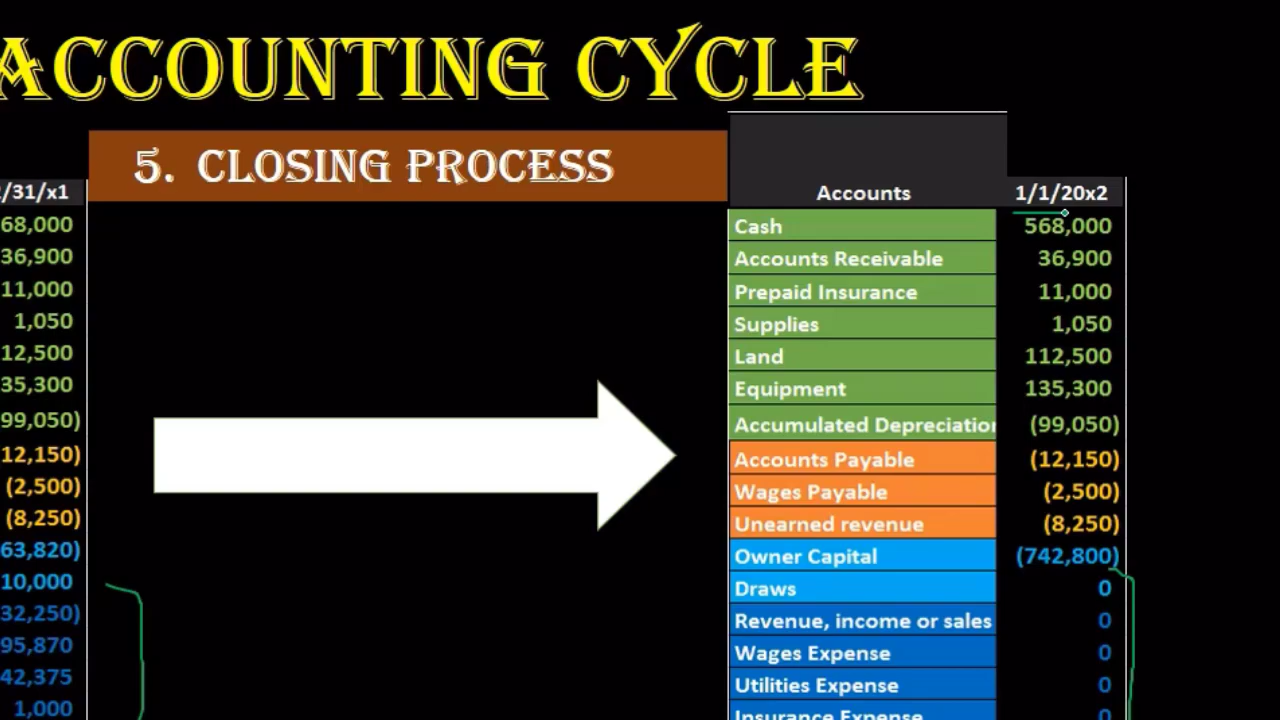 ACCOUNTING CYCLE
5. CLOSING PROCESS
/31/x1
68,000
36,900
11,000
1,050
12,500
35,300
99,050)
12,150)
(2,500)
(8,250)
63,820)
10,000
32,250)
95,870
42,375
1,000
Accounts 1/1/20x2
Cash 568,000
Accounts Receivable 36,900
Prepaid Insurance 11,000
Supplies 1,050
Land 112,500
Equipment 135,300
Accumulated Depreciation (99,050)
Accounts Payable (12,150)
Wages Payable (2,500)
Unearned revenue (8,250)
Owner Capital (742,800)
Draws 0
Revenue, income or sales 0
Wages Expense 0
Utilities Expense 0
Insurance Expense 0